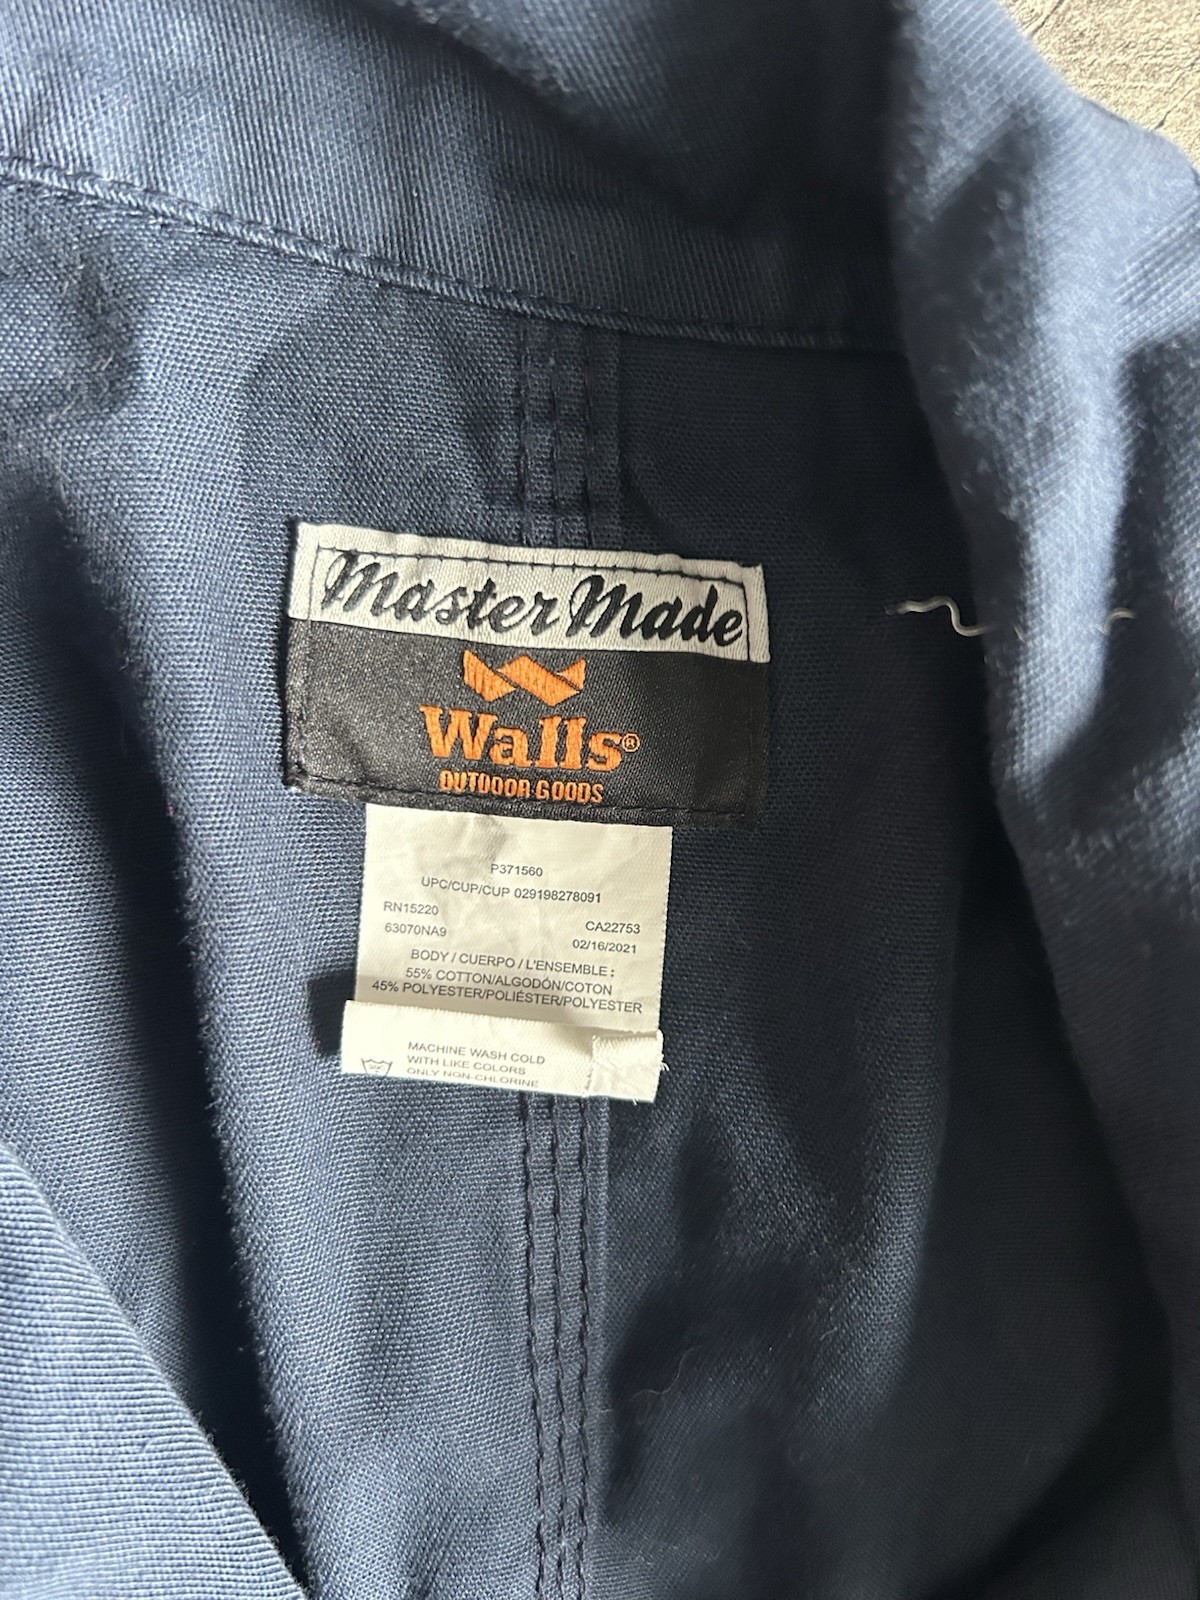 Master Made
Walls®
OUTDOOR GOODS
P371560
UPC/CUP/CUP 029198278091
RN15220
CA22753
63070NA9
02/16/2021
BODY / CUERPO / L'ENSEMBLE :
55% COTTON/ALGODÓN/COTON
45% POLYESTER/POLIÉSTER/POLYESTER
MACHINE WASH COLD
WITH LIKE COLORS
ONLY NON-CHLORINE